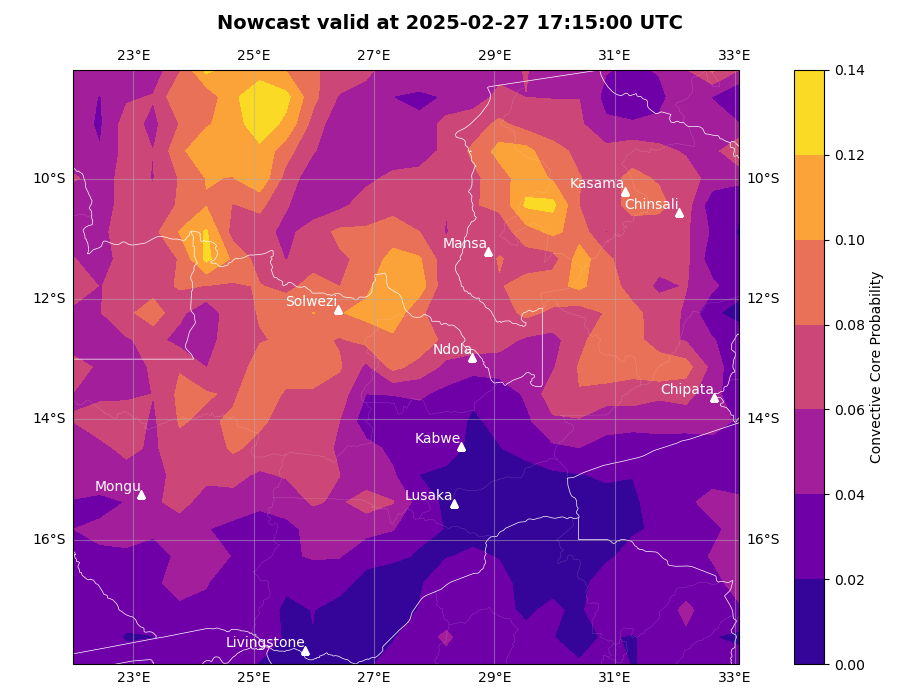 Nowcast valid at 2025-02-27 17:15:00 UTC
23°E 25°E 27°E 29°E 31°E 33°E
0.14
0.12
10°S 10°S
Kasama
Chinsali
0.10
Mansa
12°S 12°S
Solwezi
0.08
Ndola
Chipata
14°S 14°S
0.06
Kabwe
Mongu
Lusaka
0.04
16°S 16°S
0.02
Livingstone
0.00
23°E 25°E 27°E 29°E 31°E 33°E
Convective Core Probability